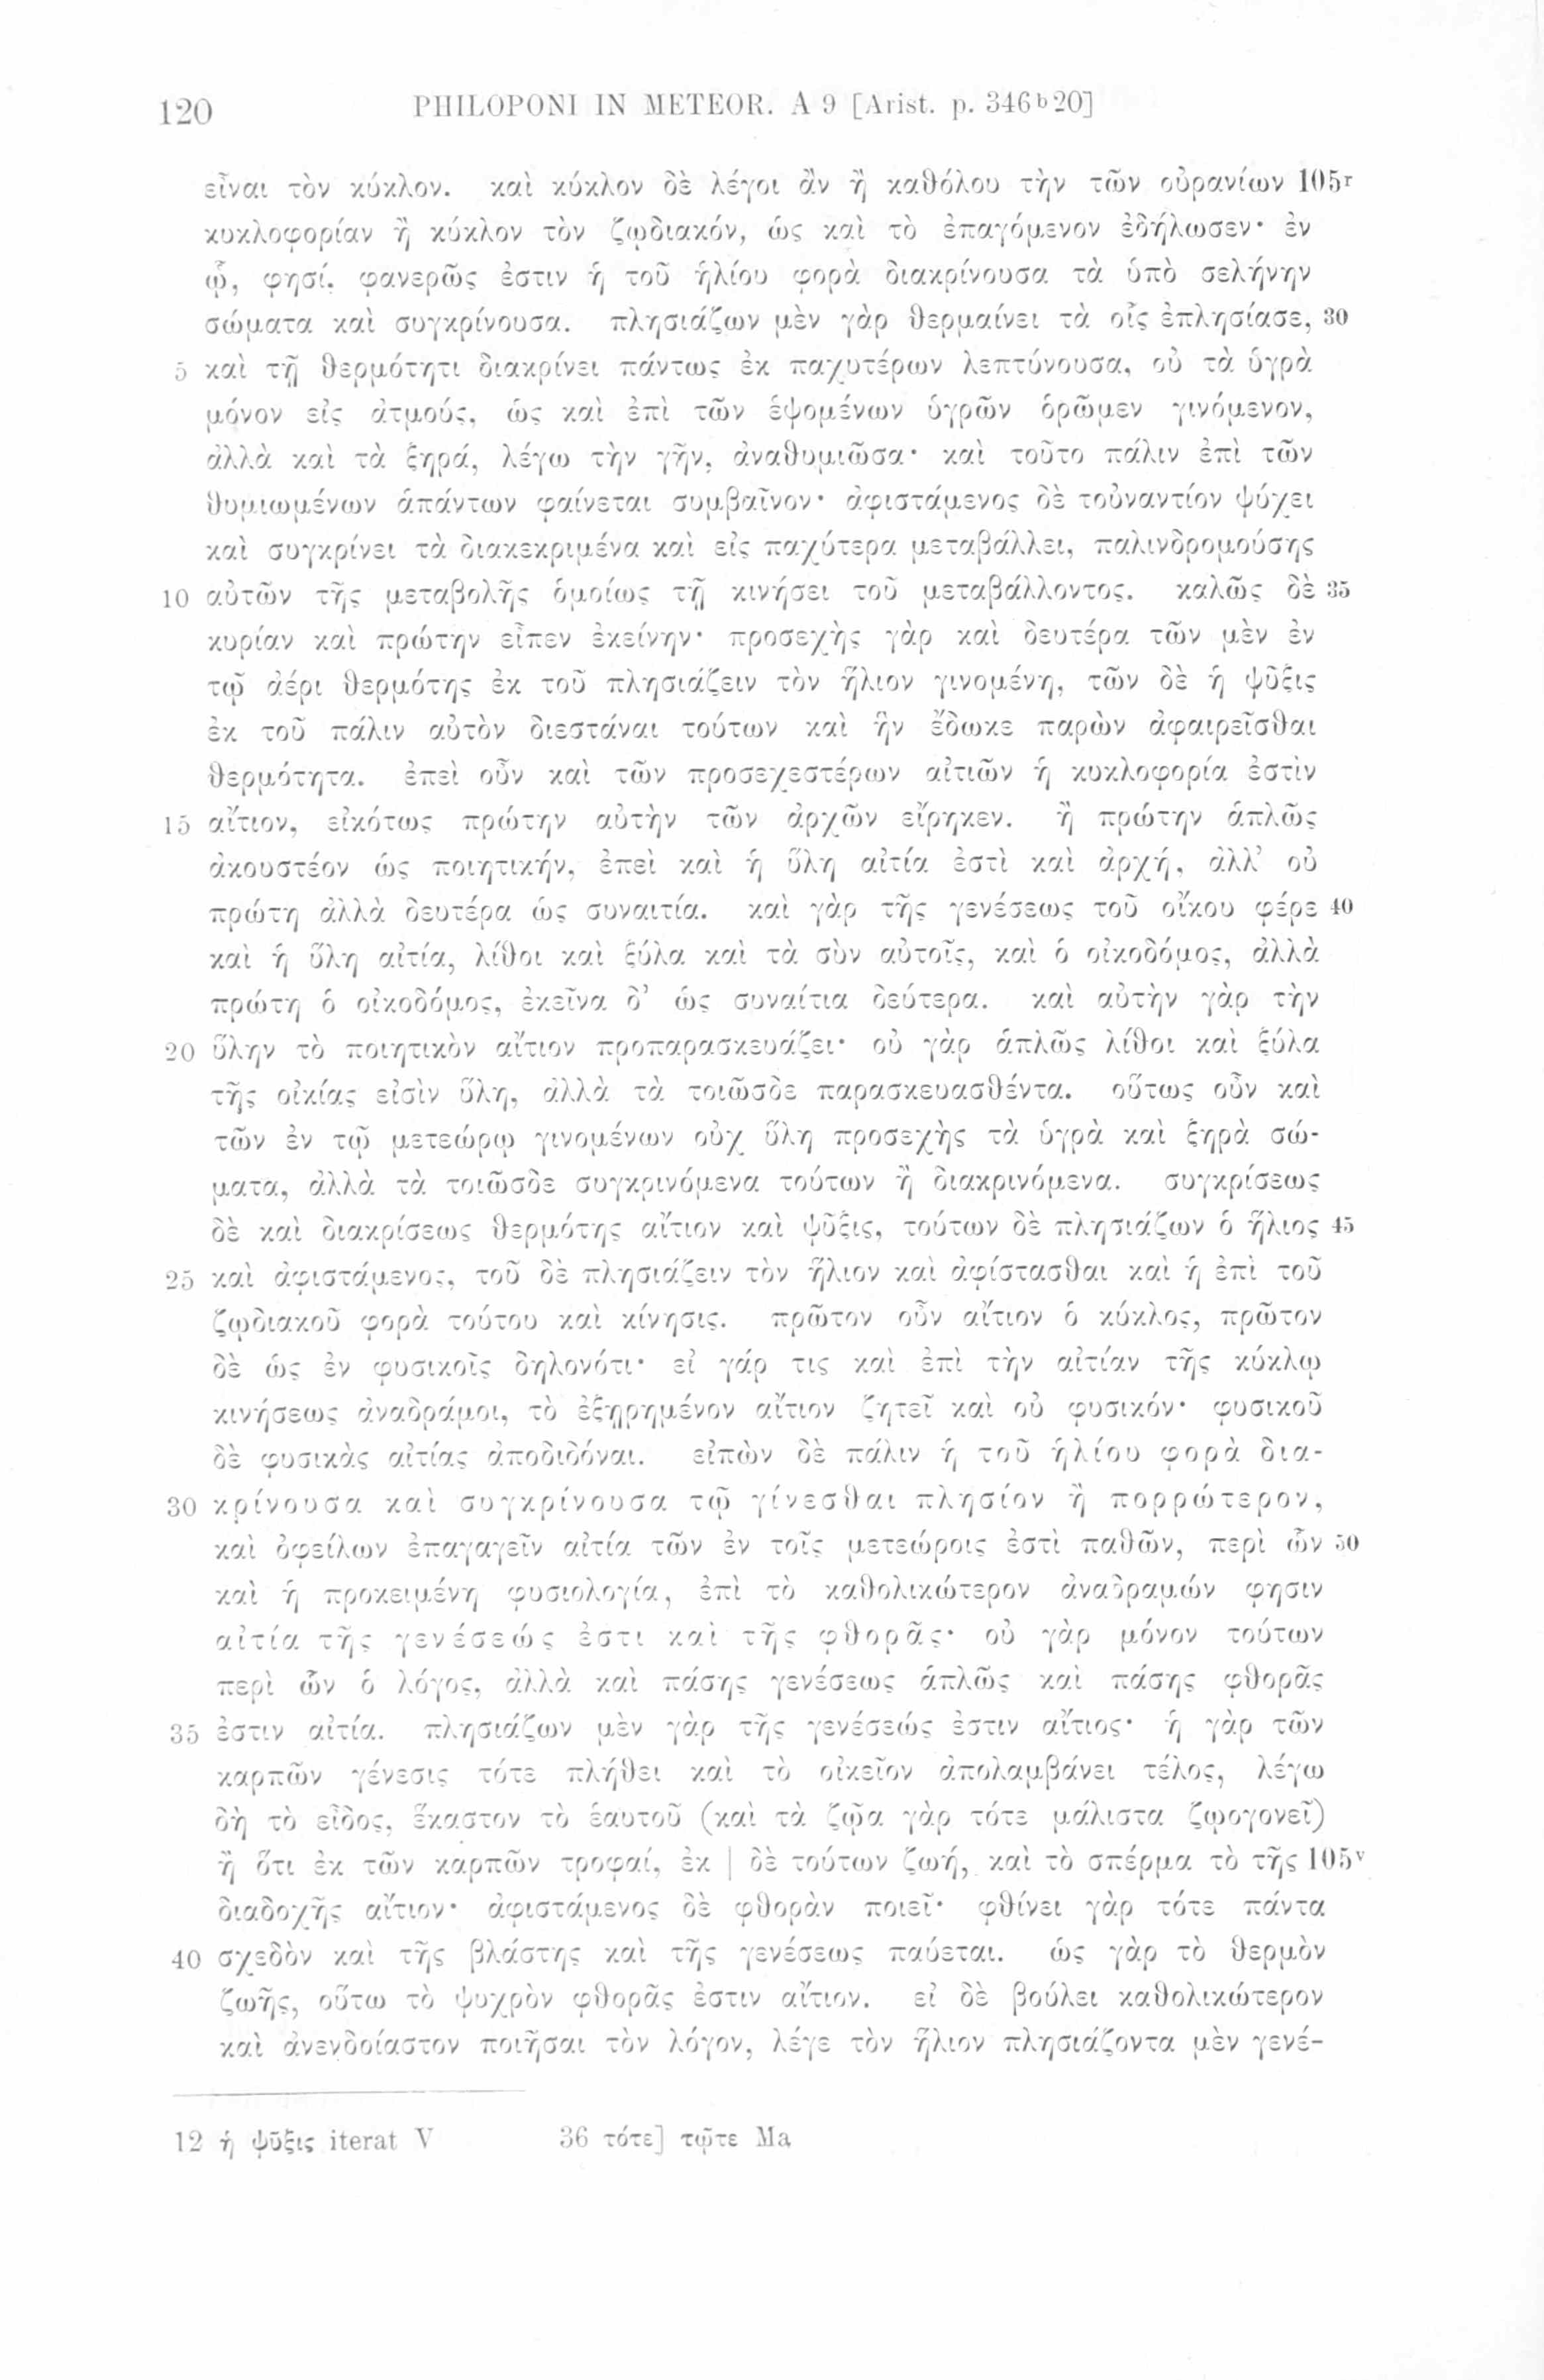 120 PHILOPONI IN METEOR. A 9 [Arist. p. 346b20]
εἶναι τὸν κύκλον. καὶ κύκλον δὲ λέγοι ἂν ἢ καθόλου τὴν τῶν οὐρανίων 105r
κυκλοφορίαν ἢ κύκλον τὸν ζῳδιακόν, ὡς καὶ τὸ ἐπαγόμενον ἐδήλωσεν· ἐν
ᾧ, φησί, φανερῶς ἐστιν ἡ τοῦ ἡλίου φορὰ διακρίνουσα τὰ ὑπὸ σελήνην
σώματα καὶ συγκρίνουσα. πλησιάζων μὲν γὰρ θερμαίνει τὰ οἷς ἐπλησίασε, 30
5 καὶ τῇ θερμότητι διακρίνει πάντως ἐκ παχυτέρων λεπτύνουσα, οὐ τὰ ὑγρὰ
μόνον εἰς ἀτμούς, ὡς καὶ ἐπὶ τῶν ἑψομένων ὑγρῶν ὁρῶμεν γινόμενον,
ἀλλὰ καὶ τὰ ξηρά, λέγω τὴν γῆν, ἀναθυμιῶσα· καὶ τοῦτο πάλιν ἐπὶ τῶν
θυμιωμένων ἁπάντων φαίνεται συμβαῖνον· ἀφιστάμενος δὲ τοὐναντίον ψύχει
καὶ συγκρίνει τὰ διακεκριμένα καὶ εἰς παχύτερα μεταβάλλει, παλινδρομούσης
10 αὐτῶν τῆς μεταβολῆς ὁμοίως τῇ κινήσει τοῦ μεταβάλλοντος. καλῶς δὲ 35
κυρίαν καὶ πρώτην εἶπεν ἐκείνην· προσεχὴς γὰρ καὶ δευτέρα τῶν μὲν ἐν
τῷ ἀέρι θερμότης ἐκ τοῦ πλησιάζειν τὸν ἥλιον γινομένη, τῶν δὲ ἡ ψῦξις
ἐκ τοῦ πάλιν αὐτὸν διεστάναι τούτων καὶ ἣν ἔδωκε παρὼν ἀφαιρεῖσθαι
θερμότητα. ἐπεὶ οὖν καὶ τῶν προσεχεστέρων αἰτιῶν ἡ κυκλοφορία ἐστὶν
15 αἴτιον, εἰκότως πρώτην αὐτὴν τῶν ἀρχῶν εἴρηκεν. ἢ πρώτην ἁπλῶς
ἀκουστέον ὡς ποιητικήν, ἐπεὶ καὶ ἡ ὕλη αἰτία ἐστὶ καὶ ἀρχή, ἀλλ’ οὐ
πρώτη ἀλλὰ δευτέρα ὡς συναιτία. καὶ γὰρ τῆς γενέσεως τοῦ οἴκου φέρε 40
καὶ ἡ ὕλη αἰτία, λίθοι καὶ ξύλα καὶ τὰ σὺν αὐτοῖς, καὶ ὁ οἰκοδόμος, ἀλλὰ
πρώτη ὁ οἰκοδόμος, ἐκεῖνα δ’ ὡς συναίτια δεύτερα. καὶ αὐτὴν γὰρ τὴν
20 ὕλην τὸ ποιητικὸν αἴτιον προπαρασκευάζει· οὐ γὰρ ἁπλῶς λίθοι καὶ ξύλα
τῆς οἰκίας εἰσὶν ὕλη, ἀλλὰ τὰ τοιῶσδε παρασκευασθέντα. οὕτως οὖν καὶ
τῶν ἐν τῷ μετεώρῳ γινομένων οὐχ ὕλη προσεχὴς τὰ ὑγρὰ καὶ ξηρὰ σώ-
ματα, ἀλλὰ τὰ τοιῶσδε συγκρινόμενα τούτων ἢ διακρινόμενα. συγκρίσεως
δὲ καὶ διακρίσεως θερμότης αἴτιον καὶ ψῦξις, τούτων δὲ πλησιάζων ὁ ἥλιος 45
25 καὶ ἀφιστάμενος, τοῦ δὲ πλησιάζειν τὸν ἥλιον καὶ ἀφίστασθαι καὶ ἡ ἐπὶ τοῦ
ζῳδιακοῦ φορὰ τούτου καὶ κίνησις. πρῶτον οὖν αἴτιον ὁ κύκλος, πρῶτον
δὲ ὡς ἐν φυσικοῖς δηλονότι· εἰ γάρ τις καὶ ἐπὶ τὴν αἰτίαν τῆς κύκλῳ
κινήσεως ἀναδράμοι, τὸ ἐξῃρημένον αἴτιον ζητεῖ καὶ οὐ φυσικόν· φυσικοῦ
δὲ φυσικὰς αἰτίας ἀποδιδόναι. εἰπὼν δὲ πάλιν ἡ τοῦ ἡλίου φορὰ δια-
30 κρίνουσα καὶ συγκρίνουσα τῷ γίνεσθαι πλησίον ἢ πορρώτερον,
καὶ ὀφείλων ἐπαγαγεῖν αἰτία τῶν ἐν τοῖς μετεώροις ἐστὶ παθῶν, περὶ ὧν 50
καὶ ἡ προκειμένη φυσιολογία, ἐπὶ τὸ καθολικώτερον ἀναδραμών φησιν
αἰτία τῆς γενέσεώς ἐστι καὶ τῆς φθορᾶς· οὐ γὰρ μόνον τούτων
περὶ ὧν ὁ λόγος, ἀλλὰ καὶ πάσης γενέσεως ἁπλῶς καὶ πάσης φθορᾶς
35 ἐστιν αἰτία. πλησιάζων μὲν γὰρ τῆς γενέσεώς ἐστιν αἴτιος· ἡ γὰρ τῶν
καρπῶν γένεσις τότε πλήθει καὶ τὸ οἰκεῖον ἀπολαμβάνει τέλος, λέγω
δὴ τὸ εἶδος, ἕκαστον τὸ ἑαυτοῦ (καὶ τὰ ζῷα γὰρ τότε μάλιστα ζῳογονεῖ)
ἢ ὅτι ἐκ τῶν καρπῶν τροφαί, ἐκ | δὲ τούτων ζωή, καὶ τὸ σπέρμα τὸ τῆς 105v
διαδοχῆς αἴτιον· ἀφιστάμενος δὲ φθορὰν ποιεῖ· φθίνει γὰρ τότε πάντα
40 σχεδὸν καὶ τῆς βλάστης καὶ τῆς γενέσεως παύεται. ὡς γὰρ τὸ θερμὸν
ζωῆς, οὕτω τὸ ψυχρὸν φθορᾶς ἐστιν αἴτιον. εἰ δὲ βούλει καθολικώτερον
καὶ ἀνενδοίαστον ποιῆσαι τὸν λόγον, λέγε τὸν ἥλιον πλησιάζοντα μὲν γενέ-
12 ἡ ψῦξις iterat V 36 τότε] τῷτε Ma